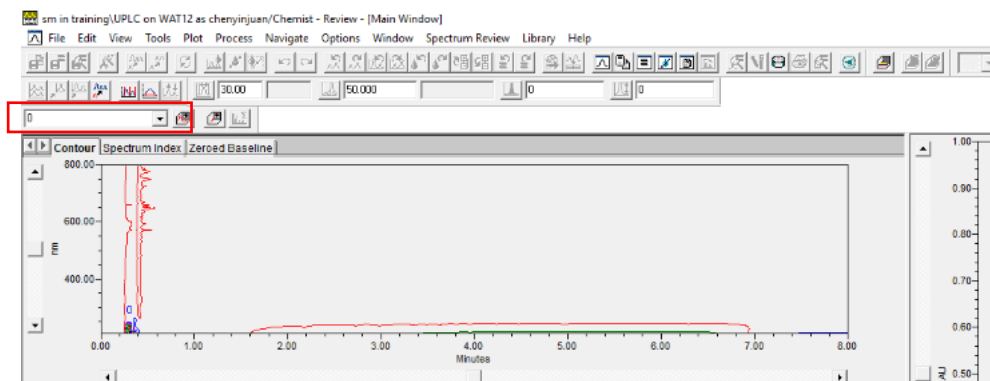 sm in training\UPLC on WAT12 as chenyinjuan/Chemist - Review - [Main Window]
File Edit View Tools Plot Process Navigate Options Window Spectrum Review Library Help
30.00 50.000 0 0
0
Contour Spectrum Index Zeroed Baseline
800.00
600.00
nm
400.00
0.00 1.00 2.00 3.00 4.00 5.00 6.00 7.00 8.00
Minutes
1.00
0.90
0.80
0.70
0.60
AU
0.50